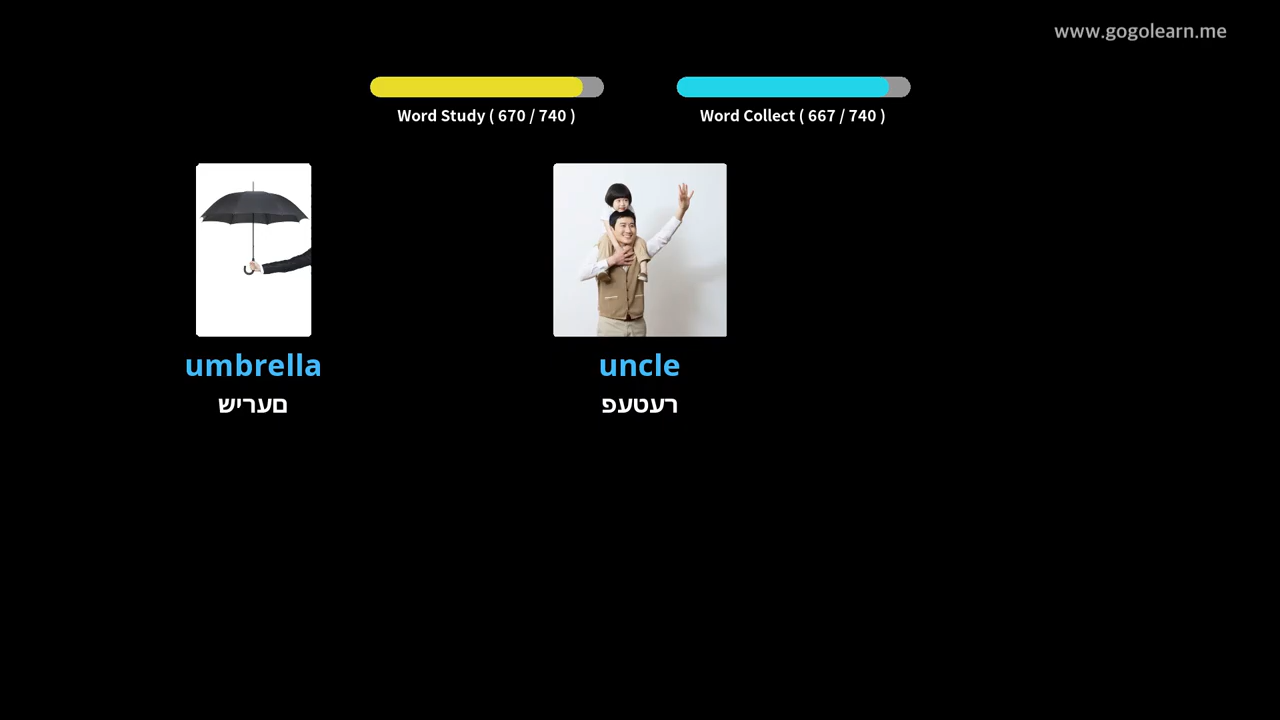 www.gogolearn.me
Word Study ( 670 / 740 )
Word Collect ( 667 / 740 )
umbrella
שירעם
uncle
פעטער